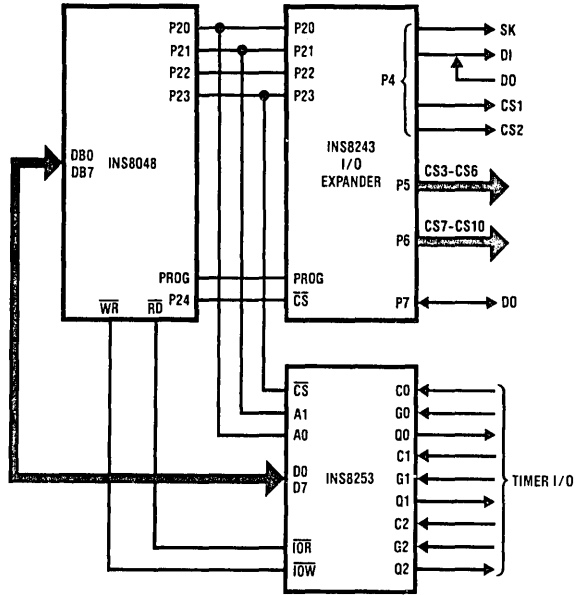 P20 P20 SK
P21 P21 DI
P22 P22 P4 DO
P23 P23 CS1
CS2
DB0
DB7
INS8048
INS8243
I/O
EXPANDER
P5 CS3-CS6
P6 CS7-CS10
PROG PROG
P24 CS
P7 DO
WR RD
CS C0
A1 G0
A0 Q0
C1
D0
D7
INS8253
G1 TIMER I/O
Q1
C2
IOR G2
IOW Q2